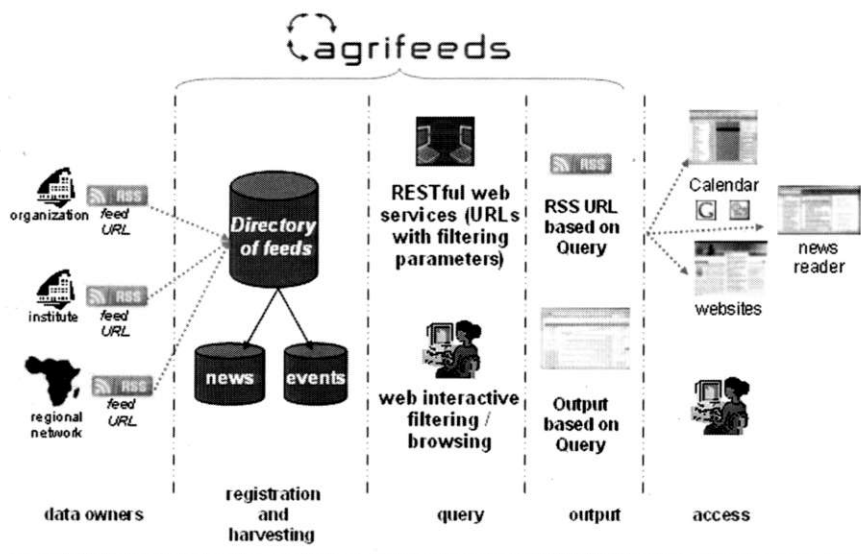 agrifeeds
organization
RSS
feed
URL
institute
RSS
feed
URL
regional
network
RSS
feed
URL
data owners
Directory
of feeds
news
events
registration
and
harvesting
RESTful web
services (URLs
with filtering
parameters)
web interactive
filtering /
browsing
query
RSS
RSS URL
based on
Query
Output
based on
Query
output
Calendar
G
websites
news
reader
access